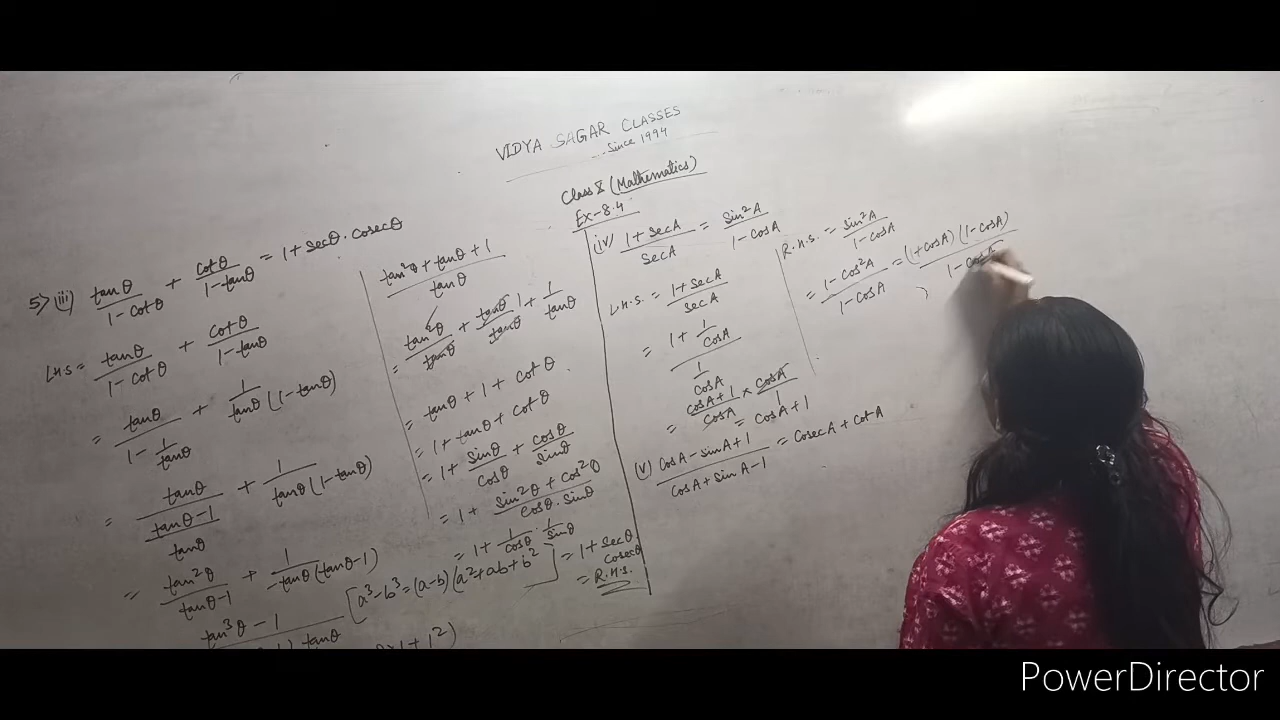 VIDYA SAGAR CLASSES
Since 1994
Class X (Mathematics)
Ex-8.4
5> (iii) tanθ/(1-cotθ) + cotθ/(1-tanθ) = 1+secθ.cosecθ
L.H.S = tanθ/(1-cotθ) + cotθ/(1-tanθ)
= tanθ/(1-1/tanθ) + 1/(tanθ(1-tanθ))
= tanθ/((tanθ-1)/tanθ) + 1/(tanθ(1-tanθ))
= tan²θ/(tanθ-1) + 1/(-tanθ(tanθ-1))
tan³θ-1
tanθ
[a³-b³=(a-b)(a²+ab+b²]
×1+1²)
(tan²θ+tanθ+1)/tanθ
= tan²θ/tanθ + tanθ/tanθ 1 + 1/tanθ
= tanθ+1+cotθ
= 1+tanθ+cotθ
= 1+ sinθ/cosθ + cosθ/sinθ
= 1+ (sin²θ+cos²θ)/(cosθ.sinθ)
= 1+ 1/cosθ . 1/sinθ
= 1+secθ.
cosecθ
= R.H.S.
(iv) (1+secA)/SecA = Sin²A/(1-cosA)
L.H.S. = (1+secA)/secA
= (1+1/cosA)/(1/cosA)
= (cosA+1)/cosA × cosA/1
= cosA+1
R.H.S. = sin²A/(1-cosA)
= (1-cos²A)/(1-cosA) = (1+cosA)(1-cosA)/(1-cosA)
(v) (cosA-sinA+1)/(cosA+sinA-1) = cosecA+cotA
PowerDirector